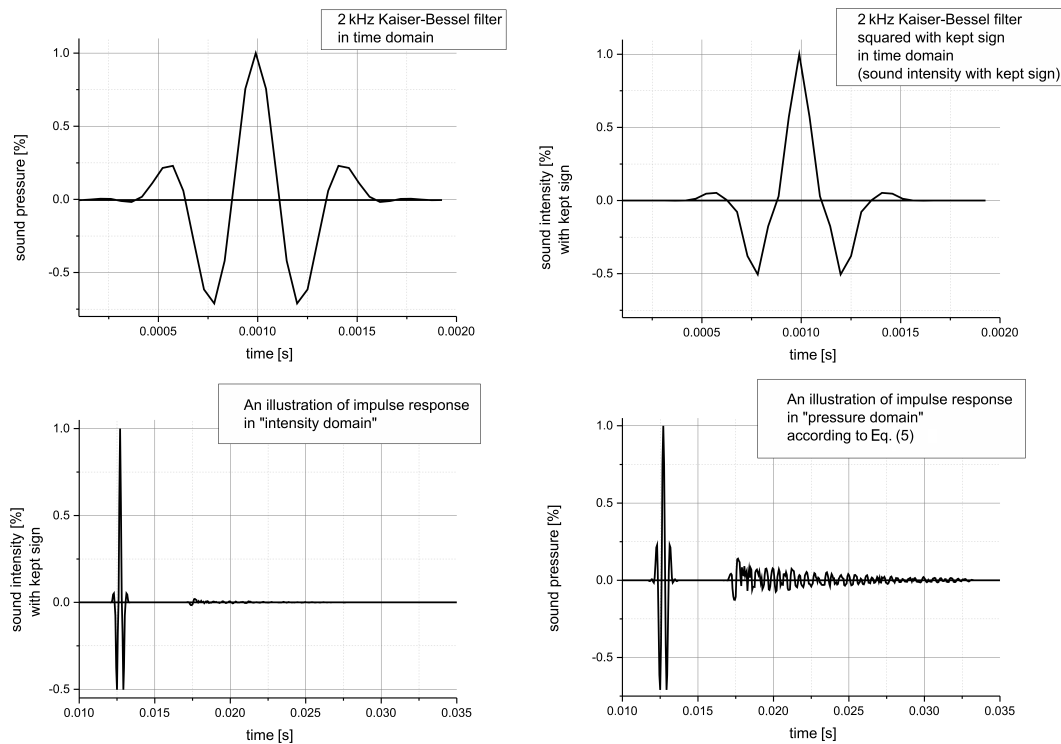 2 kHz Kaiser-Bessel filter
in time domain
1.0
0.5
0.0
-0.5
sound pressure [%]
0.0005
0.0010
0.0015
0.0020
time [s]
2 kHz Kaiser-Bessel filter
squared with kept sign
in time domain
(sound intensity with kept sign)
1.0
0.5
0.0
-0.5
sound intensity [%]
with kept sign
0.0005
0.0010
0.0015
0.0020
time [s]
An illustration of impulse response
in "intensity domain"
1.0
0.5
0.0
-0.5
sound intensity [%]
with kept sign
0.010
0.015
0.020
0.025
0.030
0.035
time [s]
An illustration of impulse response
in "pressure domain"
according to Eq. (5)
1.0
0.5
0.0
-0.5
sound pressure [%]
0.010
0.015
0.020
0.025
0.030
0.035
time [s]